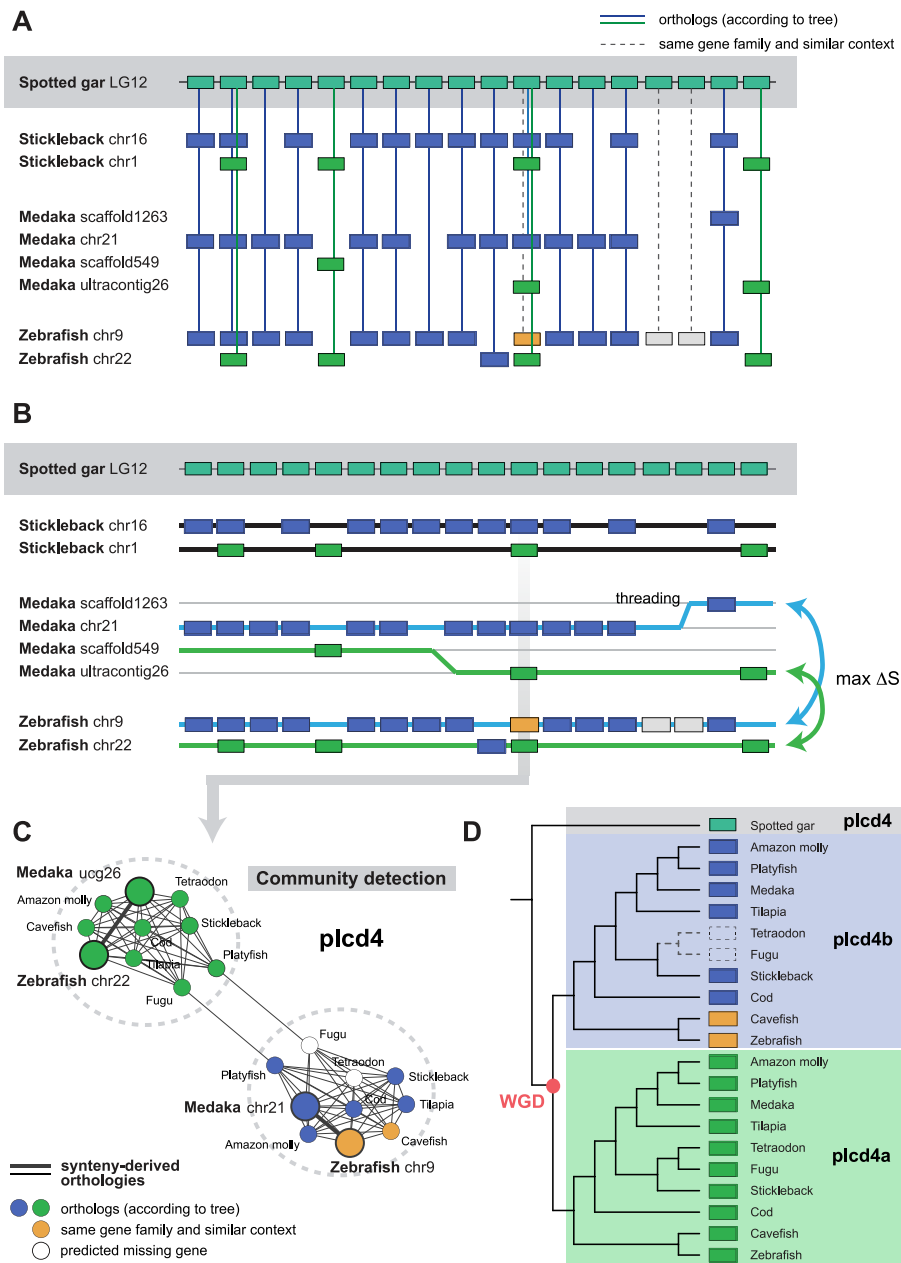 A
orthologs (according to tree)
same gene family and similar context
Spotted gar LG12
Stickleback chr16
Stickleback chr1
Medaka scaffold1263
Medaka chr21
Medaka scaffold549
Medaka ultracontig26
Zebrafish chr9
Zebrafish chr22
B
Spotted gar LG12
Stickleback chr16
Stickleback chr1
Medaka scaffold1263
threading
Medaka chr21
Medaka scaffold549
Medaka ultracontig26
max ΔS
Zebrafish chr9
Zebrafish chr22
C
Community detection
plcd4
Medaka ucg26
Tetraodon
Amazon molly
Cavefish
Stickleback
Cod
Tilapia
Platyfish
Zebrafish chr22
Fugu
Fugu
Tetraodon
Platyfish
Stickleback
Medaka chr21
Cod
Tilapia
Amazon molly
Cavefish
Zebrafish chr9
synteny-derived
orthologies
orthologs (according to tree)
same gene family and similar context
predicted missing gene
D
Spotted gar
plcd4
Amazon molly
Platyfish
Medaka
Tilapia
Tetraodon
plcd4b
Fugu
Stickleback
Cod
Cavefish
Zebrafish
WGD
Amazon molly
Platyfish
Medaka
Tilapia
Tetraodon
plcd4a
Fugu
Stickleback
Cod
Cavefish
Zebrafish